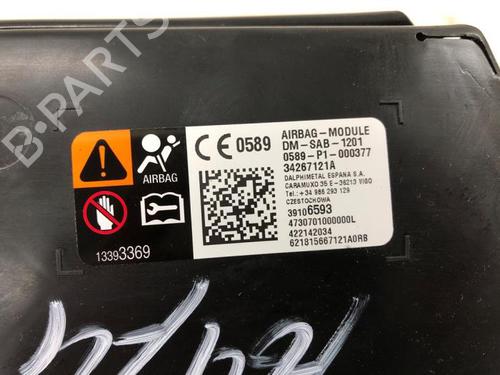 B-PARTS
CE 0589
AIRBAG-MODULE
DM-SAB-1201
0589-P1-000377
34267121A
DALPHIMETAL ESPANA S.A.
CARAMUXO 35 E-36213 VIGO
Tel.: +34 986 293 129
CZESTOCHOWA
39106593
4730701000000L
422142034
621815667121A0RB
AIRBAG
13393369